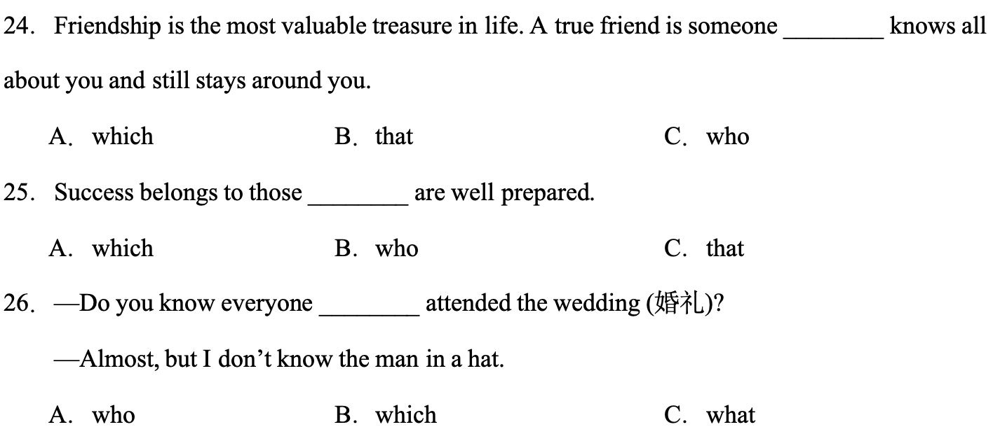 24. Friendship is the most valuable treasure in life. A true friend is someone ________ knows all
about you and still stays around you.
A. which B. that C. who
25. Success belongs to those ________ are well prepared.
A. which B. who C. that
26. —Do you know everyone ________ attended the wedding (婚礼)?
—Almost, but I don’t know the man in a hat.
A. who B. which C. what